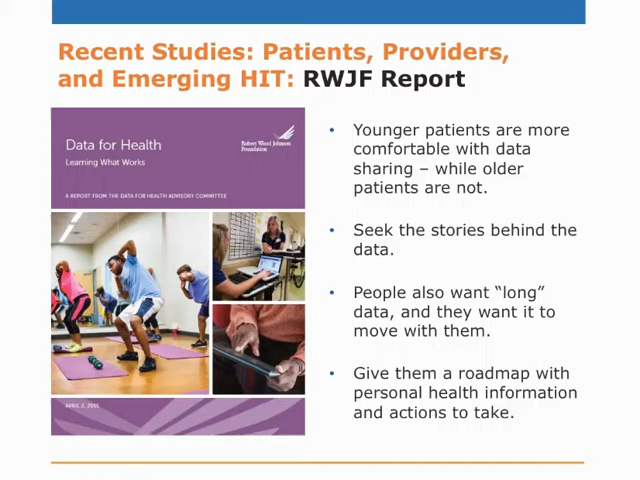 Recent Studies: Patients, Providers,
and Emerging HIT: RWJF Report
Data for Health
Learning What Works
Robert Wood Johnson
Foundation
A REPORT FROM THE DATA FOR HEALTH ADVISORY COMMITTEE
APRIL 2, 2015
• Younger patients are more
comfortable with data
sharing – while older
patients are not.
• Seek the stories behind the
data.
• People also want “long”
data, and they want it to
move with them.
• Give them a roadmap with
personal health information
and actions to take.